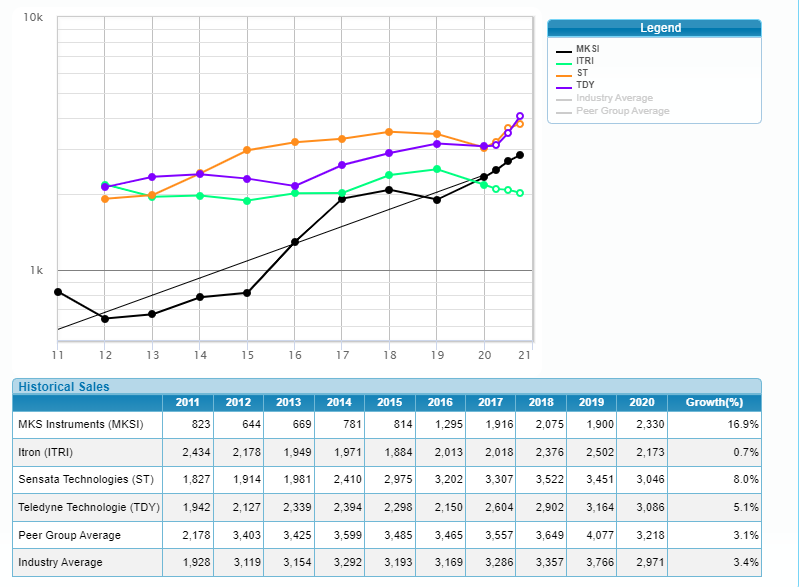 10k
Legend
MKSI
ITRI
ST
TDY
Industry Average
Peer Group Average
1k
11 12 13 14 15 16 17 18 19 20 21
Historical Sales
2011 2012 2013 2014 2015 2016 2017 2018 2019 2020 Growth(%)
MKS Instruments (MKSI) 823 644 669 781 814 1,295 1,916 2,075 1,900 2,330 16.9%
Itron (ITRI) 2,434 2,178 1,949 1,971 1,884 2,013 2,018 2,376 2,502 2,173 0.7%
Sensata Technologies (ST) 1,827 1,914 1,981 2,410 2,975 3,202 3,307 3,522 3,451 3,046 8.0%
Teledyne Technologie (TDY) 1,942 2,127 2,339 2,394 2,298 2,150 2,604 2,902 3,164 3,086 5.1%
Peer Group Average 2,178 3,403 3,425 3,599 3,485 3,465 3,557 3,649 4,077 3,218 3.1%
Industry Average 1,928 3,119 3,154 3,292 3,193 3,169 3,286 3,357 3,766 2,971 3.4%